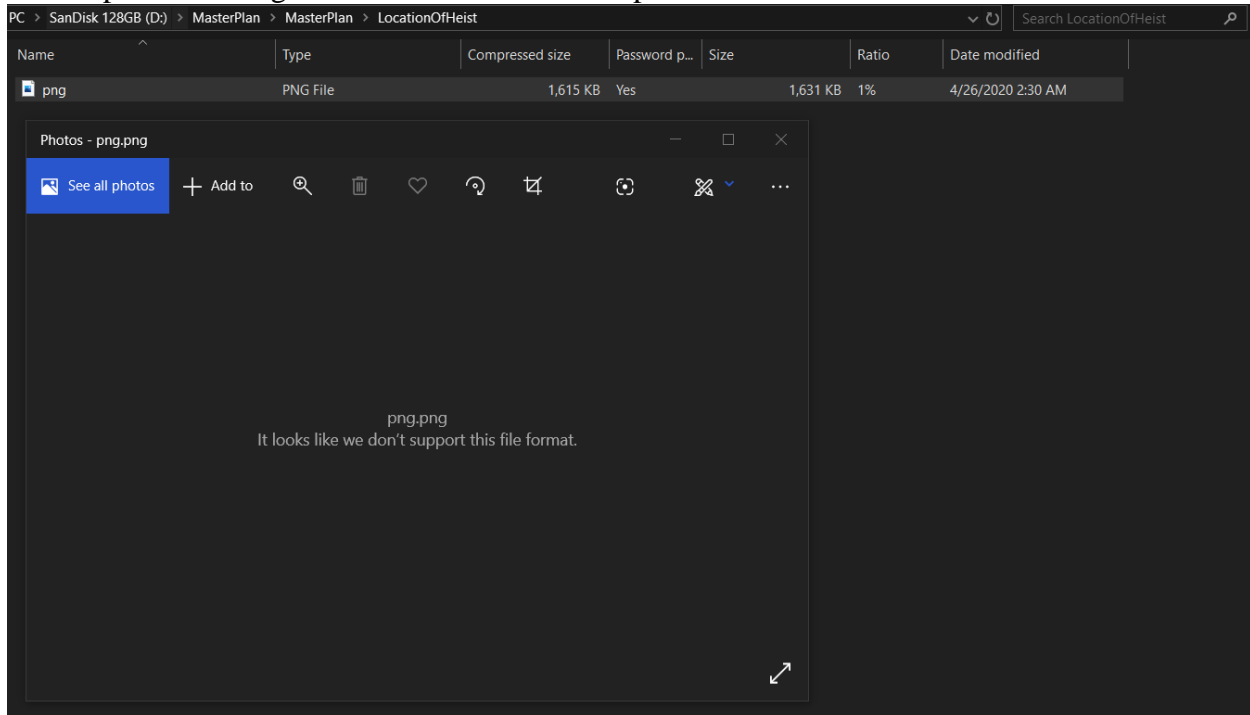 PC > SanDisk 128GB (D:) > MasterPlan > MasterPlan > LocationOfHeist Search LocationOfHeist
Name Type Compressed size Password p... Size Ratio Date modified
png PNG File 1,615 KB Yes 1,631 KB 1% 4/26/2020 2:30 AM
Photos - png.png
See all photos Add to
png.png
It looks like we don't support this file format.